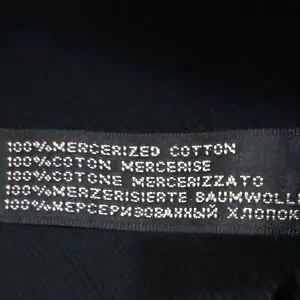 100%MERCERIZED COTTON
100%COTON MERCERISE
100%COTONE MERCERIZZATO
100%MERZERISIERTE BAUMWOLLE
100%МЕРСЕРИЗОВАННЫЙ ХЛОПОК